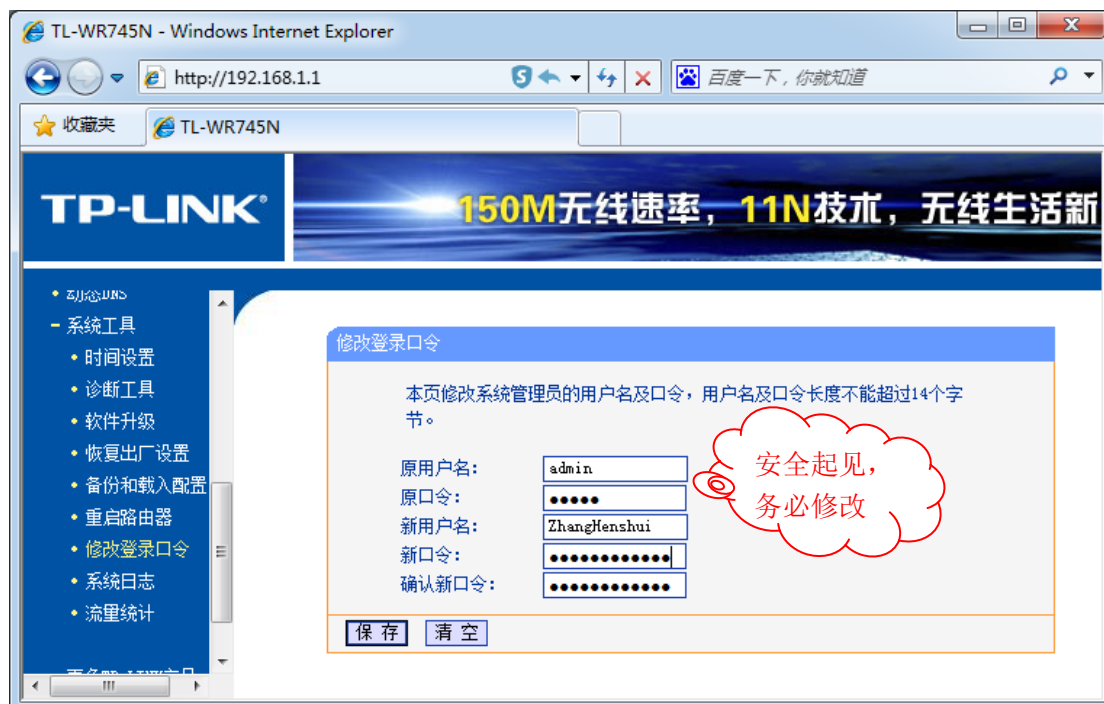 TL-WR745N - Windows Internet Explorer
http://192.168.1.1
百度一下，你就知道
收藏夹
TL-WR745N
TP-LINK®
150M无线速率，11N技术，无线生活新
动态DNS
系统工具
时间设置
诊断工具
软件升级
恢复出厂设置
备份和载入配置
重启路由器
修改登录口令
系统日志
流量统计
修改登录口令
本页修改系统管理员的用户名及口令，用户名及口令长度不能超过14个字
节。
原用户名： admin
原口令： ●●●●●
新用户名： ZhangHenshui
新口令： ●●●●●●●●●●●●
确认新口令： ●●●●●●●●●●●●
安全起见，
务必修改
保 存 清 空